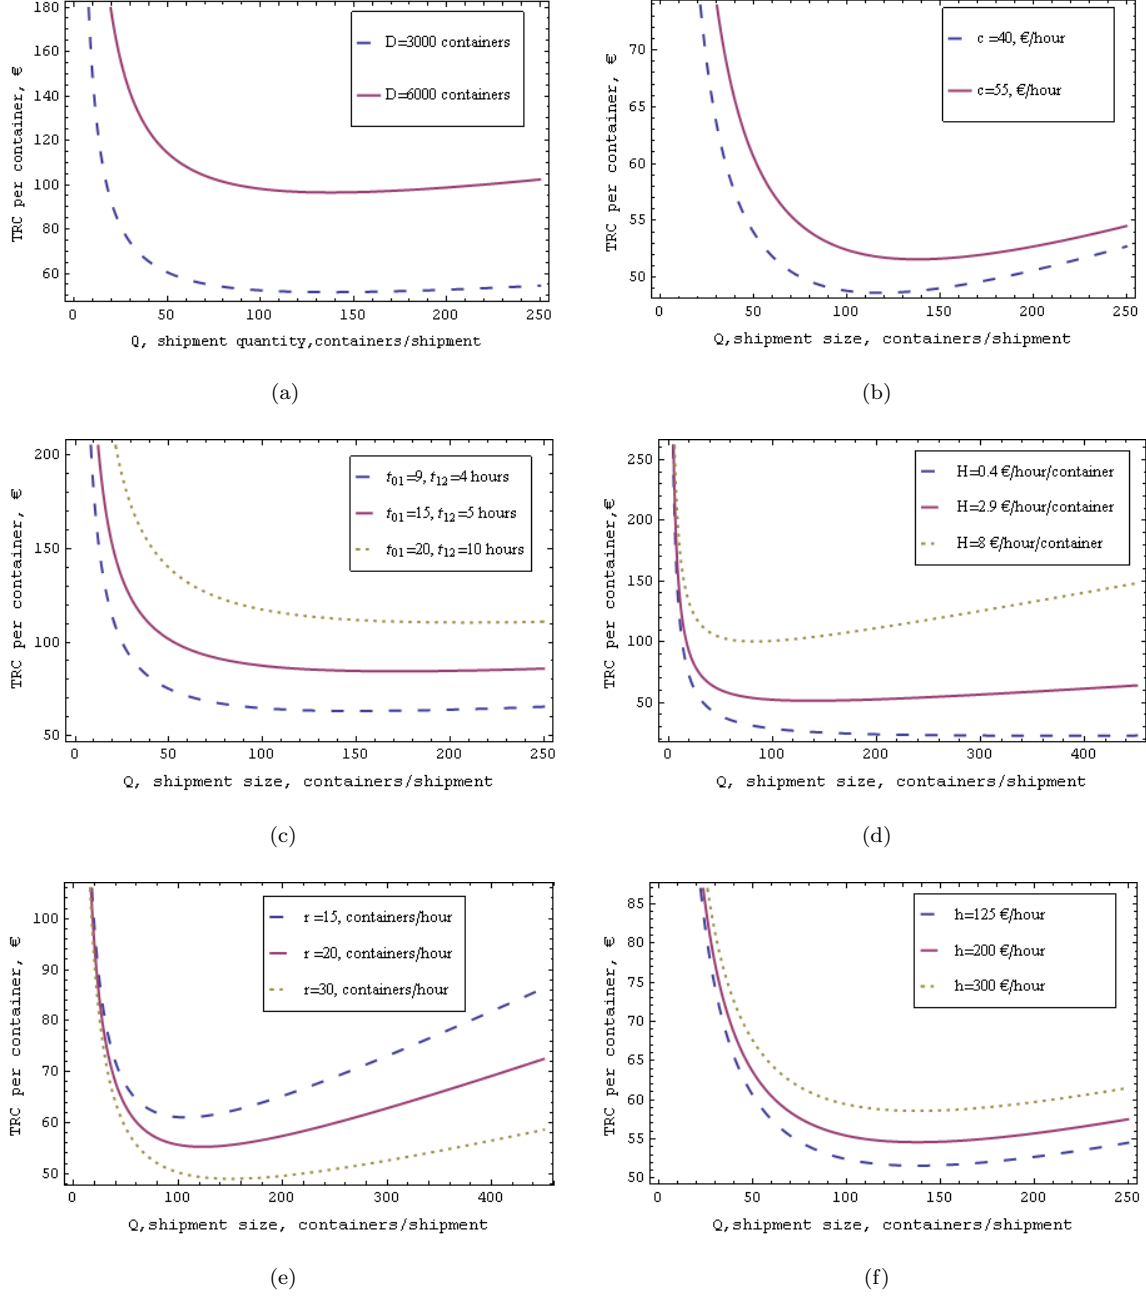 180
160
140
120
100
80
60
TRC per container, €
D=3000 containers
D=6000 containers
0 50 100 150 200 250
Q, shipment quantity,containers/shipment
(a)
70
65
60
55
50
TRC per container, €
c =40, €/hour
c=55, €/hour
0 50 100 150 200 250
Q,shipment size, containers/shipment
(b)
200
150
100
50
TRC per container, €
t01=9, t12=4 hours
t01=15, t12=5 hours
t01=20, t12=10 hours
0 50 100 150 200 250
Q, shipment size, containers/shipment
(c)
250
200
150
100
50
TRC per container,€
H=0.4 €/hour/container
H=2.9 €/hour/container
H=8 €/hour/container
0 100 200 300 400
Q, shipment size, containers/shipment
(d)
100
90
80
70
60
50
TRC per container, €
r =15, containers/hour
r =20, containers/hour
r=30, containers/hour
0 100 200 300 400
Q,shipment size, containers/shipment
(e)
85
80
75
70
65
60
55
50
TRC per container, €
h=125 €/hour
h=200 €/hour
h=300 €/hour
0 50 100 150 200 250
Q,shipment size, containers/shipment
(f)